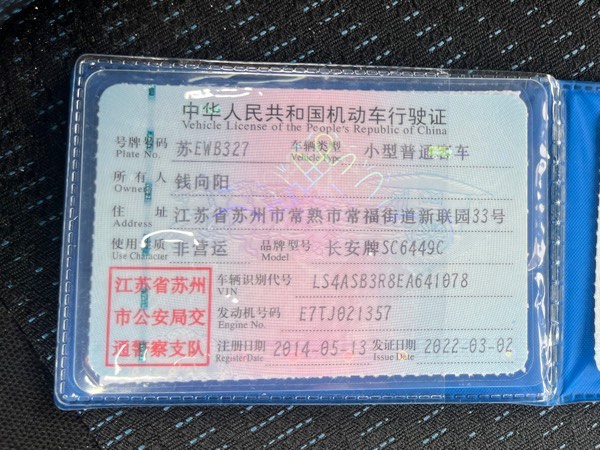 中华人民共和国机动车行驶证
Vehicle License of the People's Republic of China
号牌号码 苏EWB327 车辆类型 小型普通客车
Plate No. Vehicle Type
所有人 钱向阳
Owner
住址 江苏省苏州市常熟市常福街道新联园33号
Address
使用性质 非营运 品牌型号 长安牌SC6449C
Use Character Model
江苏省苏州
市公安局交
通警察支队
车辆识别代号 LS4ASB3R8EA641078
VIN
发动机号码 E7TJ021357
Engine No.
注册日期 2014-05-13 发证日期 2022-03-02
Register Date Issue Date